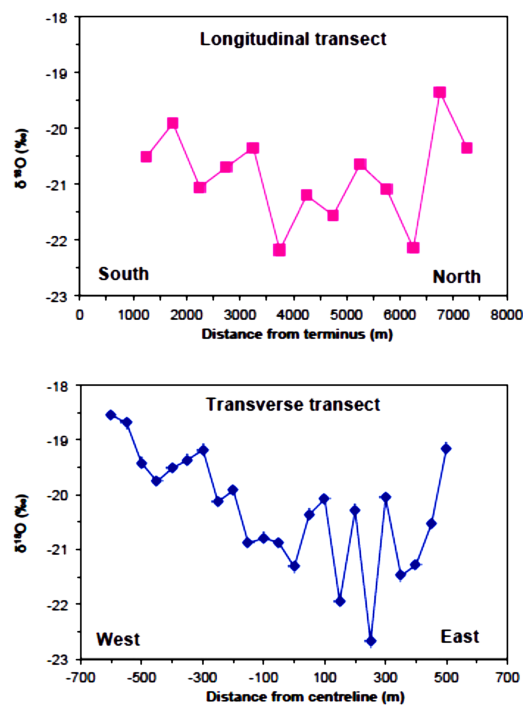 -18
Longitudinal transect
-19
-20
δ¹⁸O (‰)
-21
-22
South
North
-23
0 1000 2000 3000 4000 5000 6000 7000 8000
Distance from terminus (m)
-18
Transverse transect
-19
-20
δ¹⁸O (‰)
-21
-22
West
East
-23
-700 -500 -300 -100 100 300 500 700
Distance from centreline (m)